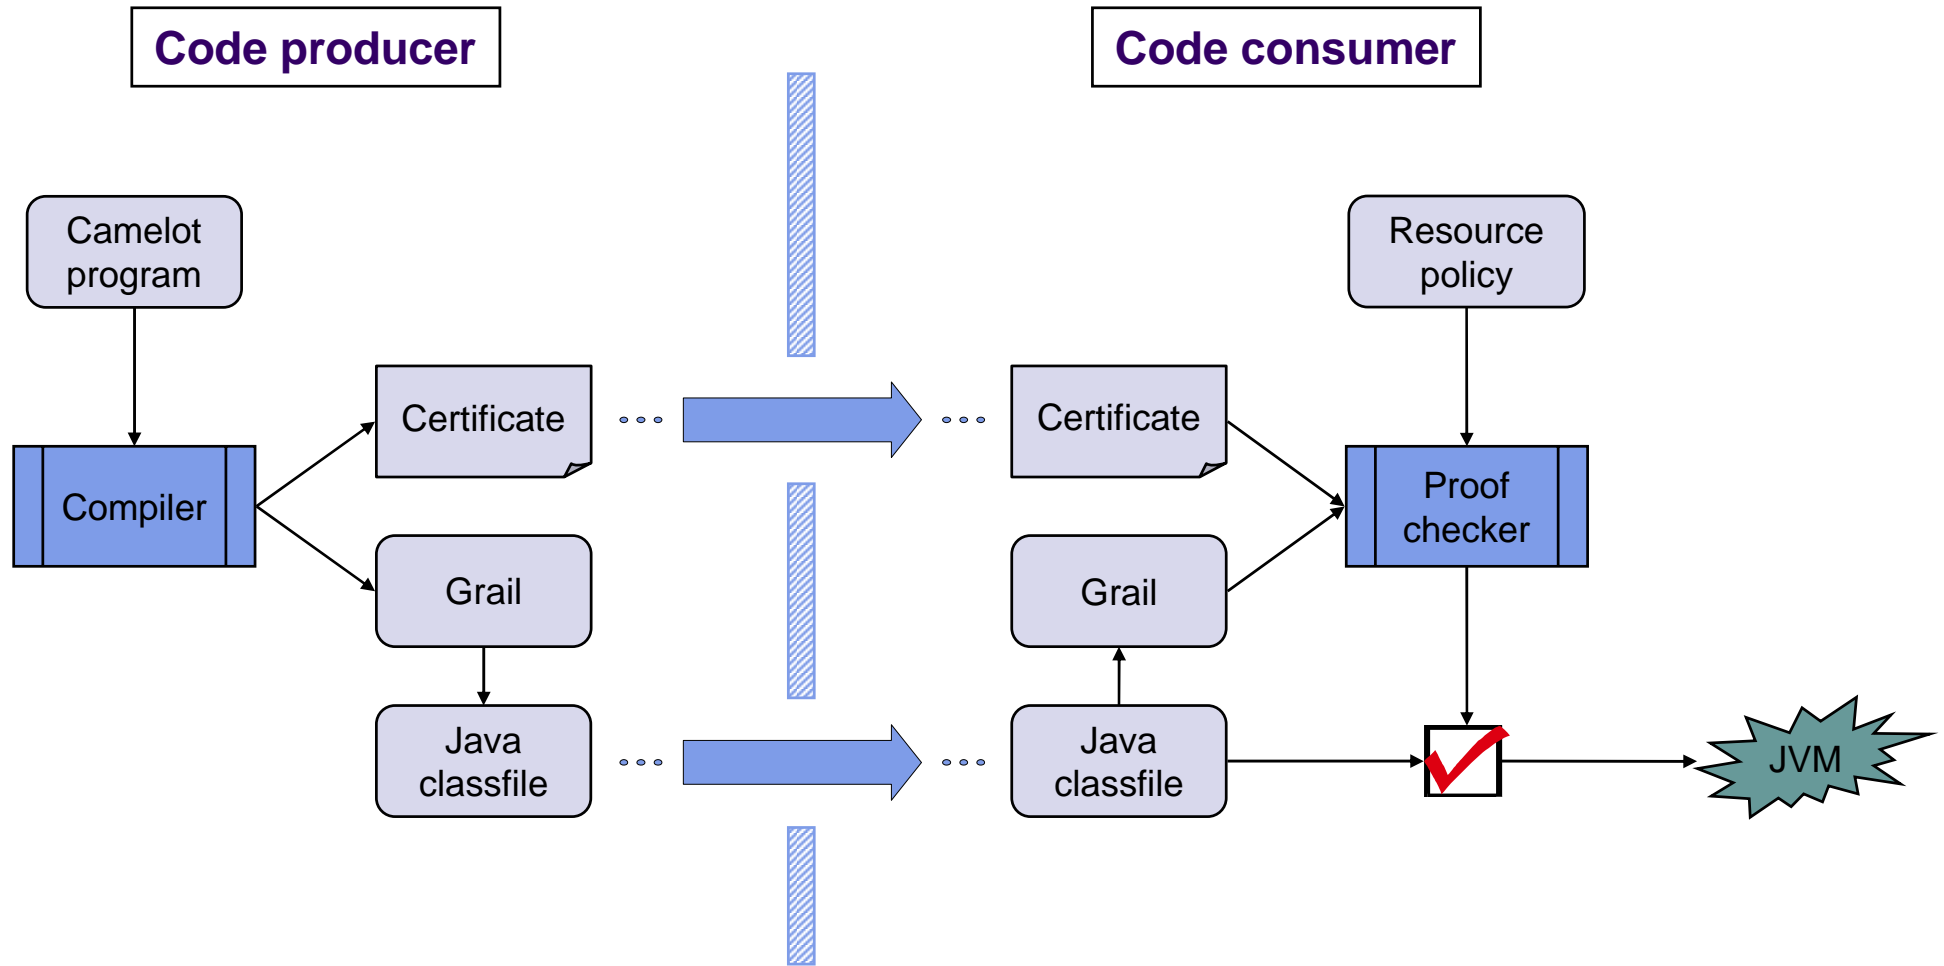 Code producer
Code consumer
Camelot
program
Resource
policy
Certificate
Certificate
Compiler
Proof
checker
Grail
Grail
Java
classfile
Java
classfile
JVM